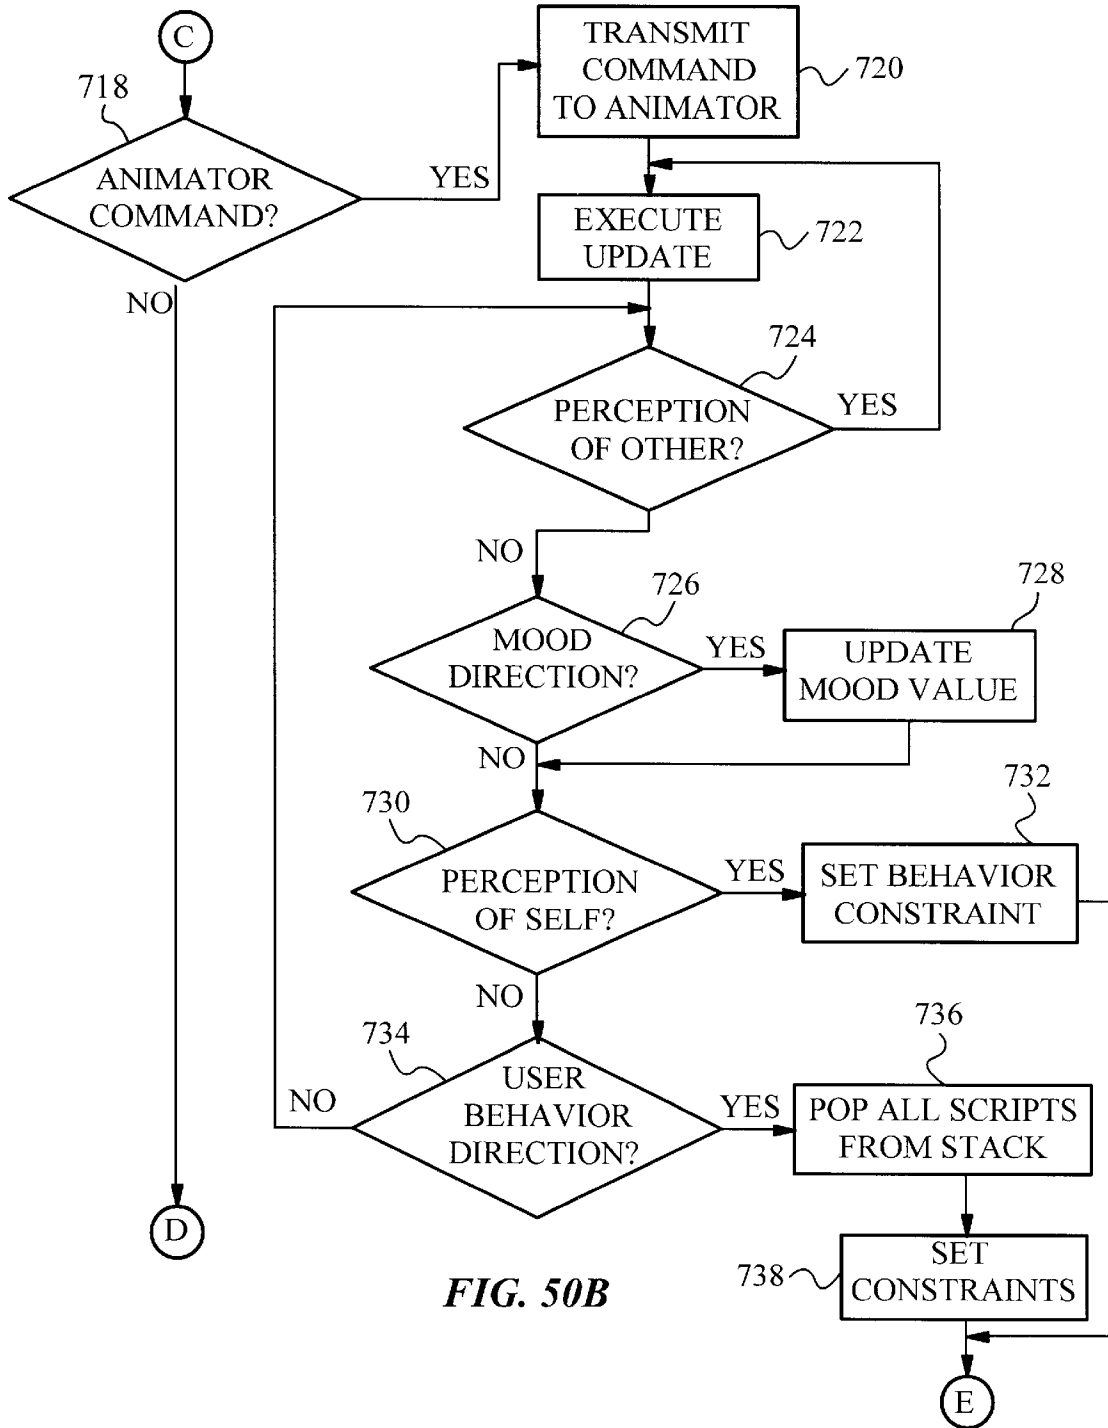 C
718
ANIMATOR
COMMAND?
YES
NO
TRANSMIT
COMMAND
TO ANIMATOR
720
EXECUTE
UPDATE
722
724
PERCEPTION
OF OTHER?
YES
NO
726
MOOD
DIRECTION?
YES
728
UPDATE
MOOD VALUE
NO
730
PERCEPTION
OF SELF?
YES
732
SET BEHAVIOR
CONSTRAINT
NO
734
USER
BEHAVIOR
DIRECTION?
NO
YES
736
POP ALL SCRIPTS
FROM STACK
D
738
SET
CONSTRAINTS
E
FIG. 50B